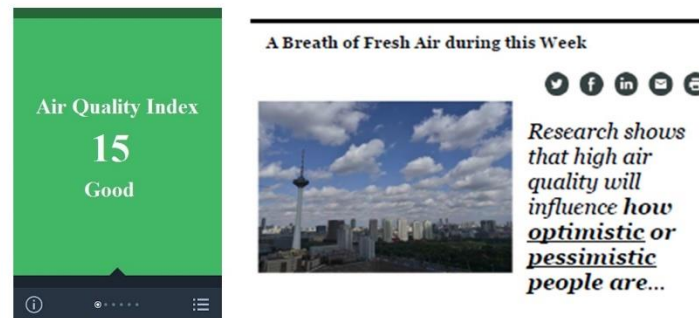 Air Quality Index
15
Good
A Breath of Fresh Air during this Week
Research shows
that high air
quality will
influence how
optimistic or
pessimistic
people are...